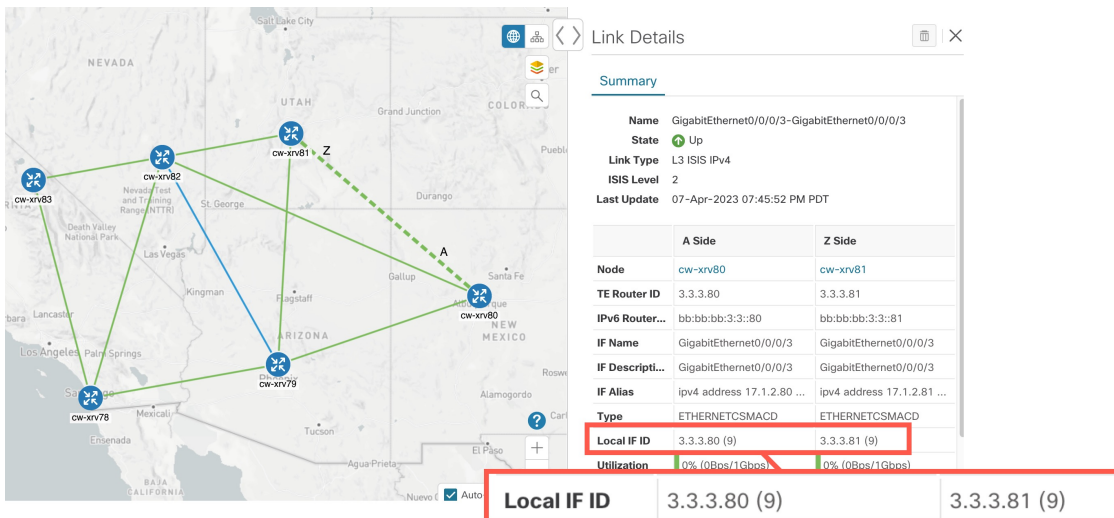 Salt Lake City
NEVADA
UTAH
Grand Junction
COLOR
Pueblo
cw-xrv81
Z
cw-xrv82
cw-xrv83
Nevada Test
and Training
Range (NTTR)
St. George
Durango
Death Valley
National Park
Las Vegas
A
Gallup
Santa Fe
Kingman
Flagstaff
Albuquerque
cw-xrv80
NEW
MEXICO
Lancaster
bara
ARIZONA
Los Angeles
Palm Springs
Phoenix
cw-xrv79
Alamogordo
cw-xrv78
Mexicali
Tucson
Ensenada
El Paso
Agua Prieta
BAJA
CALIFORNIA
Nuevo C
Auto
Link Details
Summary
Name GigabitEthernet0/0/0/3-GigabitEthernet0/0/0/3
State Up
Link Type L3 ISIS IPv4
ISIS Level 2
Last Update 07-Apr-2023 07:45:52 PM PDT
A Side Z Side
Node cw-xrv80 cw-xrv81
TE Router ID 3.3.3.80 3.3.3.81
IPv6 Router... bb:bb:bb:3:3::80 bb:bb:bb:3:3::81
IF Name GigabitEthernet0/0/0/3 GigabitEthernet0/0/0/3
IF Descripti... GigabitEthernet0/0/0/3 GigabitEthernet0/0/0/3
IF Alias ipv4 address 17.1.2.80 ... ipv4 address 17.1.2.81 ...
Type ETHERNETCSMACD ETHERNETCSMACD
Local IF ID 3.3.3.80 (9) 3.3.3.81 (9)
Utilization 0% (0Bps/1Gbps) 0% (0Bps/1Gbps)
Local IF ID 3.3.3.80 (9) 3.3.3.81 (9)